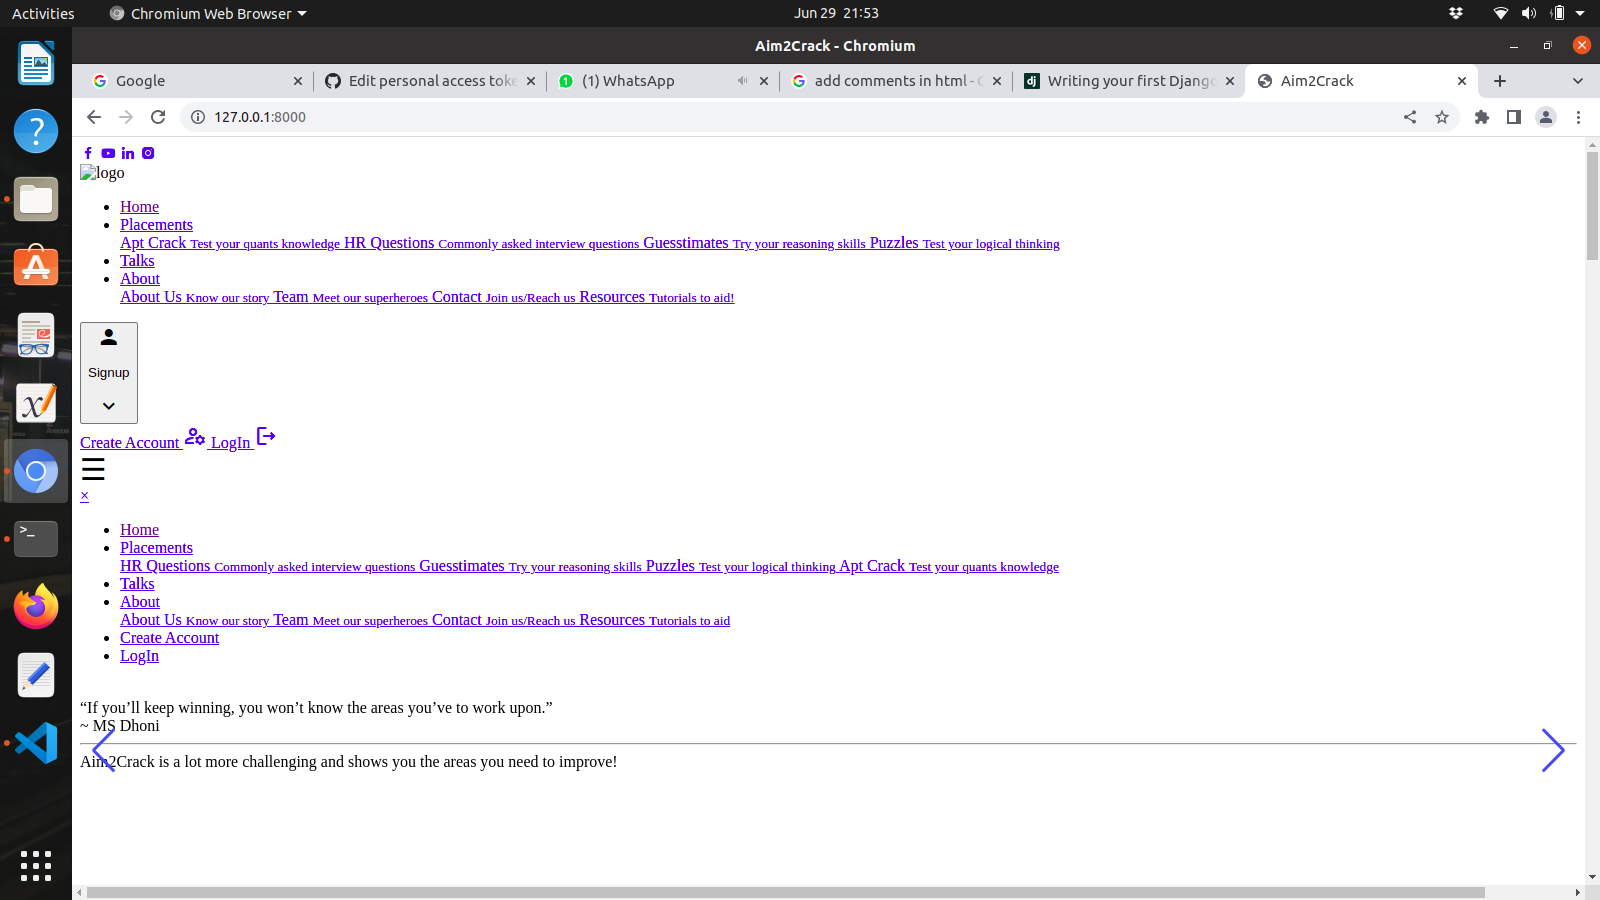 Activities Chromium Web Browser Jun 29 21:53
Aim2Crack - Chromium
Google Edit personal access toke (1) WhatsApp add comments in html - G Writing your first Django Aim2Crack
127.0.0.1:8000
logo
Home
Placements
Apt Crack Test your quants knowledge HR Questions Commonly asked interview questions Guesstimates Try your reasoning skills Puzzles Test your logical thinking
Talks
About
About Us Know our story Team Meet our superheroes Contact Join us/Reach us Resources Tutorials to aid!
Signup
Create Account LogIn
☰
×
Home
Placements
HR Questions Commonly asked interview questions Guesstimates Try your reasoning skills Puzzles Test your logical thinking Apt Crack Test your quants knowledge
Talks
About
About Us Know our story Team Meet our superheroes Contact Join us/Reach us Resources Tutorials to aid
Create Account
LogIn
“If you’ll keep winning, you won’t know the areas you’ve to work upon.”
~ MS Dhoni
Aim2Crack is a lot more challenging and shows you the areas you need to improve!